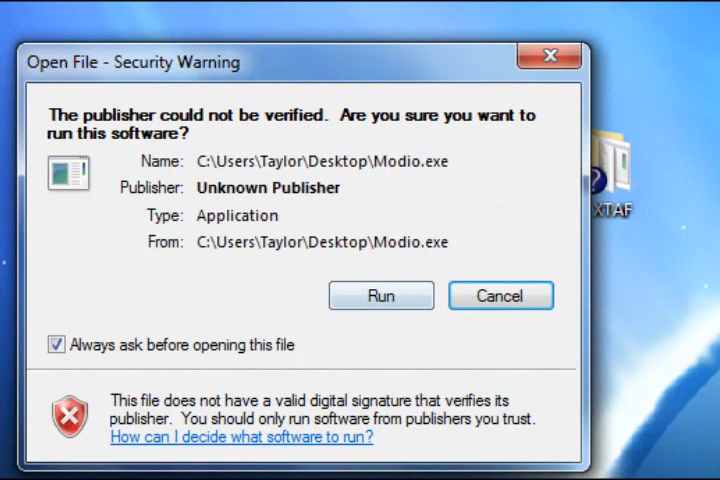 Open File - Security Warning
The publisher could not be verified. Are you sure you want to
run this software?
Name: C:\Users\Taylor\Desktop\Modio.exe
Publisher: Unknown Publisher
Type: Application
From: C:\Users\Taylor\Desktop\Modio.exe
XTAF
Run Cancel
Always ask before opening this file
This file does not have a valid digital signature that verifies its
publisher. You should only run software from publishers you trust.
How can I decide what software to run?